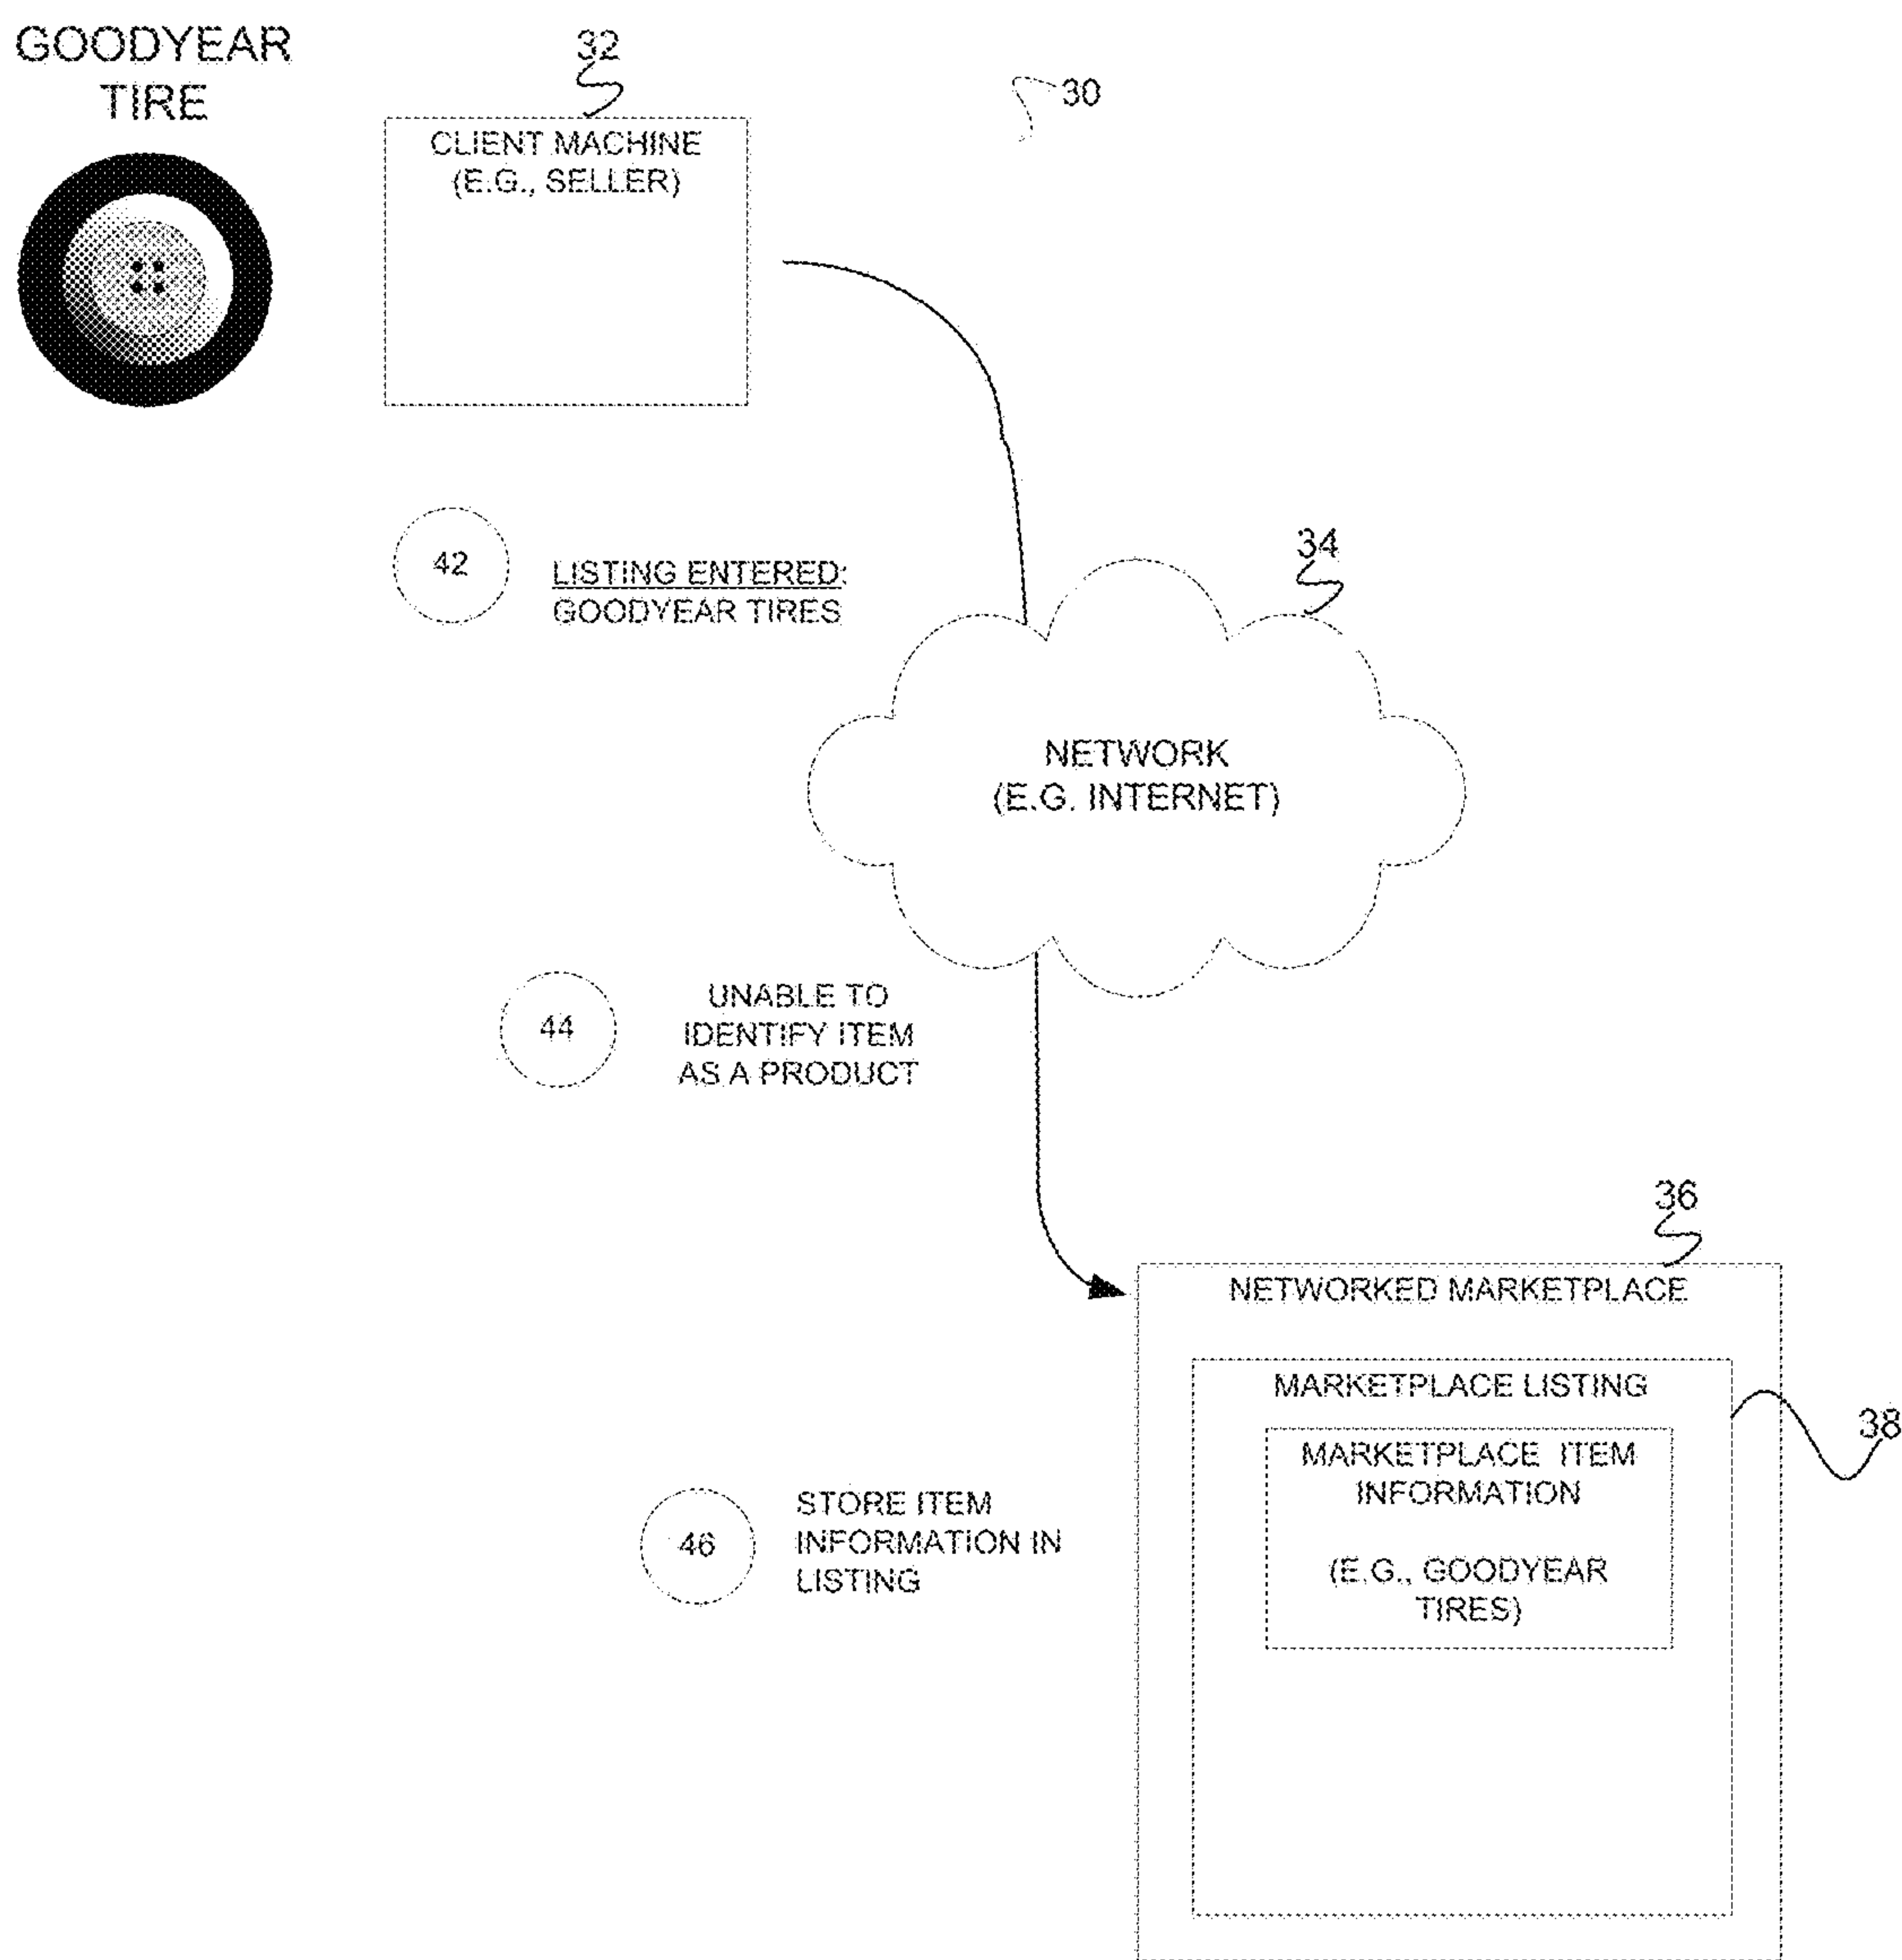 GOODYEAR
TIRE
32
30
CLIENT MACHINE
(E.G., SELLER)
42
LISTING ENTERED:
GOODYEAR TIRES
34
NETWORK
(E.G. INTERNET)
44
UNABLE TO
IDENTIFY ITEM
AS A PRODUCT
36
NETWORKED MARKETPLACE
MARKETPLACE LISTING
38
MARKETPLACE ITEM
INFORMATION
(E.G., GOODYEAR
TIRES)
46
STORE ITEM
INFORMATION IN
LISTING